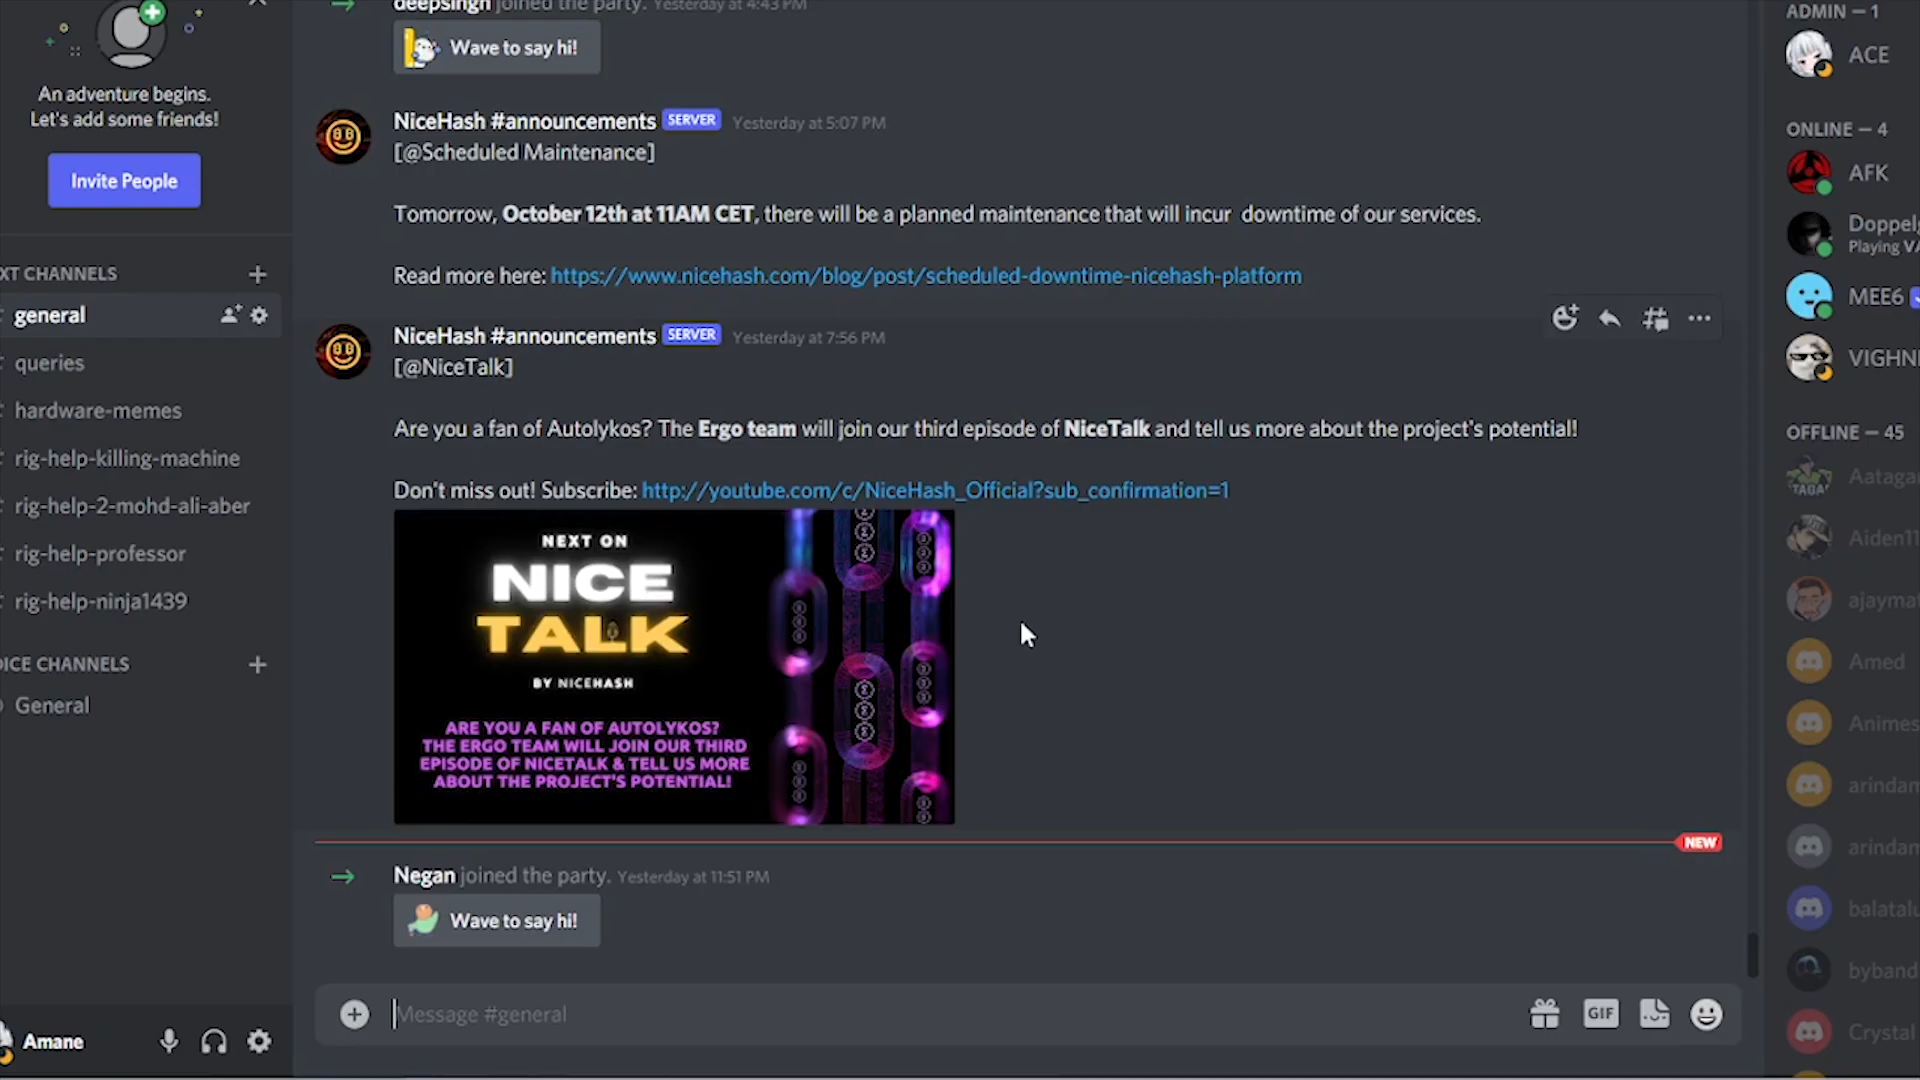 An adventure begins.
Let's add some friends!
Invite People
XT CHANNELS
general
queries
hardware-memes
rig-help-killing-machine
rig-help-2-mohd-ali-aber
rig-help-professor
rig-help-ninja1439
ICE CHANNELS
General
Amane
deepsingh joined the party. Yesterday at 4:43 PM
Wave to say hi!
NiceHash #announcements SERVER Yesterday at 5:07 PM
[@Scheduled Maintenance]
Tomorrow, October 12th at 11AM CET, there will be a planned maintenance that will incur downtime of our services.
Read more here: https://www.nicehash.com/blog/post/scheduled-downtime-nicehash-platform
NiceHash #announcements SERVER Yesterday at 7:56 PM
[@NiceTalk]
Are you a fan of Autolykos? The Ergo team will join our third episode of NiceTalk and tell us more about the project's potential!
Don't miss out! Subscribe: http://youtube.com/c/NiceHash_Official?sub_confirmation=1
NEXT ON
NICE
TALK
BY NICEHASH
ARE YOU A FAN OF AUTOLYKOS?
THE ERGO TEAM WILL JOIN OUR THIRD
EPISODE OF NICETALK & TELL US MORE
ABOUT THE PROJECT'S POTENTIAL!
NEW
Negan joined the party. Yesterday at 11:51 PM
Wave to say hi!
Message #general
GIF
ADMIN — 1
ACE
ONLINE — 4
AFK
Doppelg
Playing VA
MEE6
VIGHN
OFFLINE — 45
Aatagar
Aiden11
ajaymat
Amed
Animes
arindam
arindam
balatalu
byband
Crystal